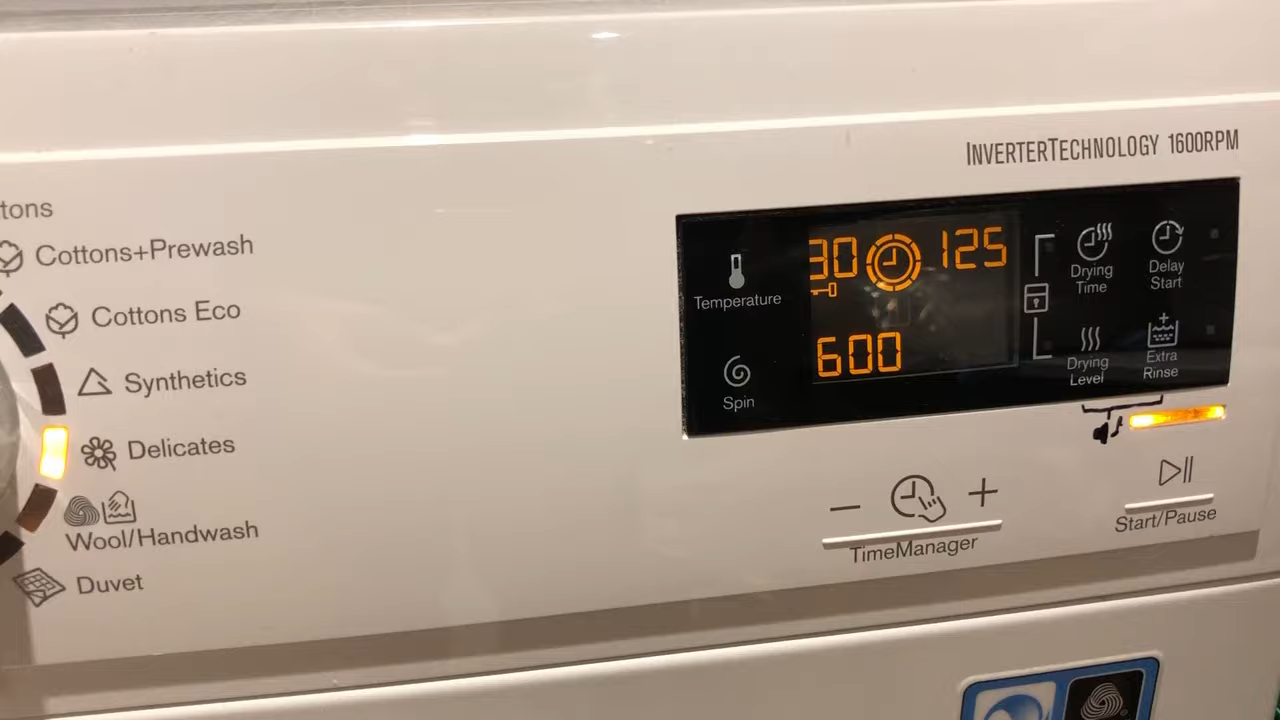 tons
Cottons+Prewash
Cottons Eco
Synthetics
Delicates
Wool/Handwash
Duvet
INVERTERTECHNOLOGY 1600RPM
Temperature
30
125
Drying
Time
Delay
Start
Spin
600
Drying
Level
Extra
Rinse
− +
TimeManager
Start/Pause